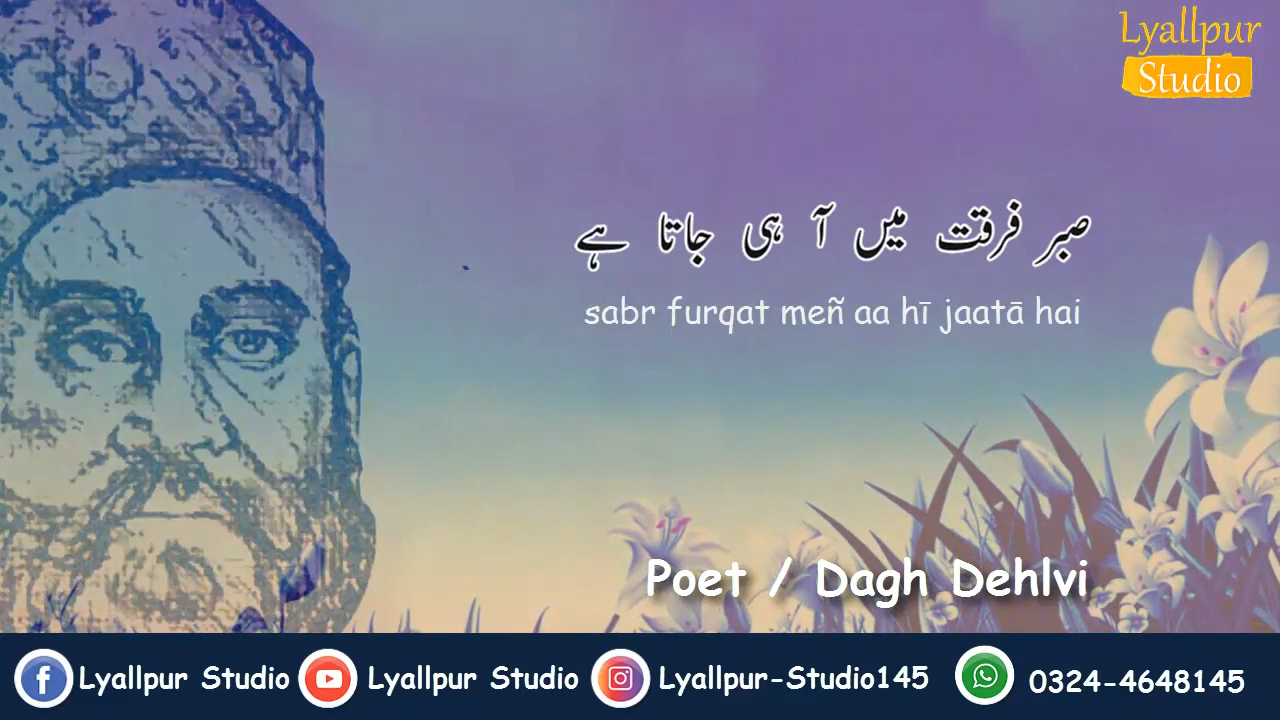 Lyallpur
Studio
صبر فرقت میں آ ہی جاتا ہے
sabr furqat meñ aa hī jaatā hai
Poet / Dagh Dehlvi
Lyallpur Studio
Lyallpur Studio
Lyallpur-Studio145
0324-4648145